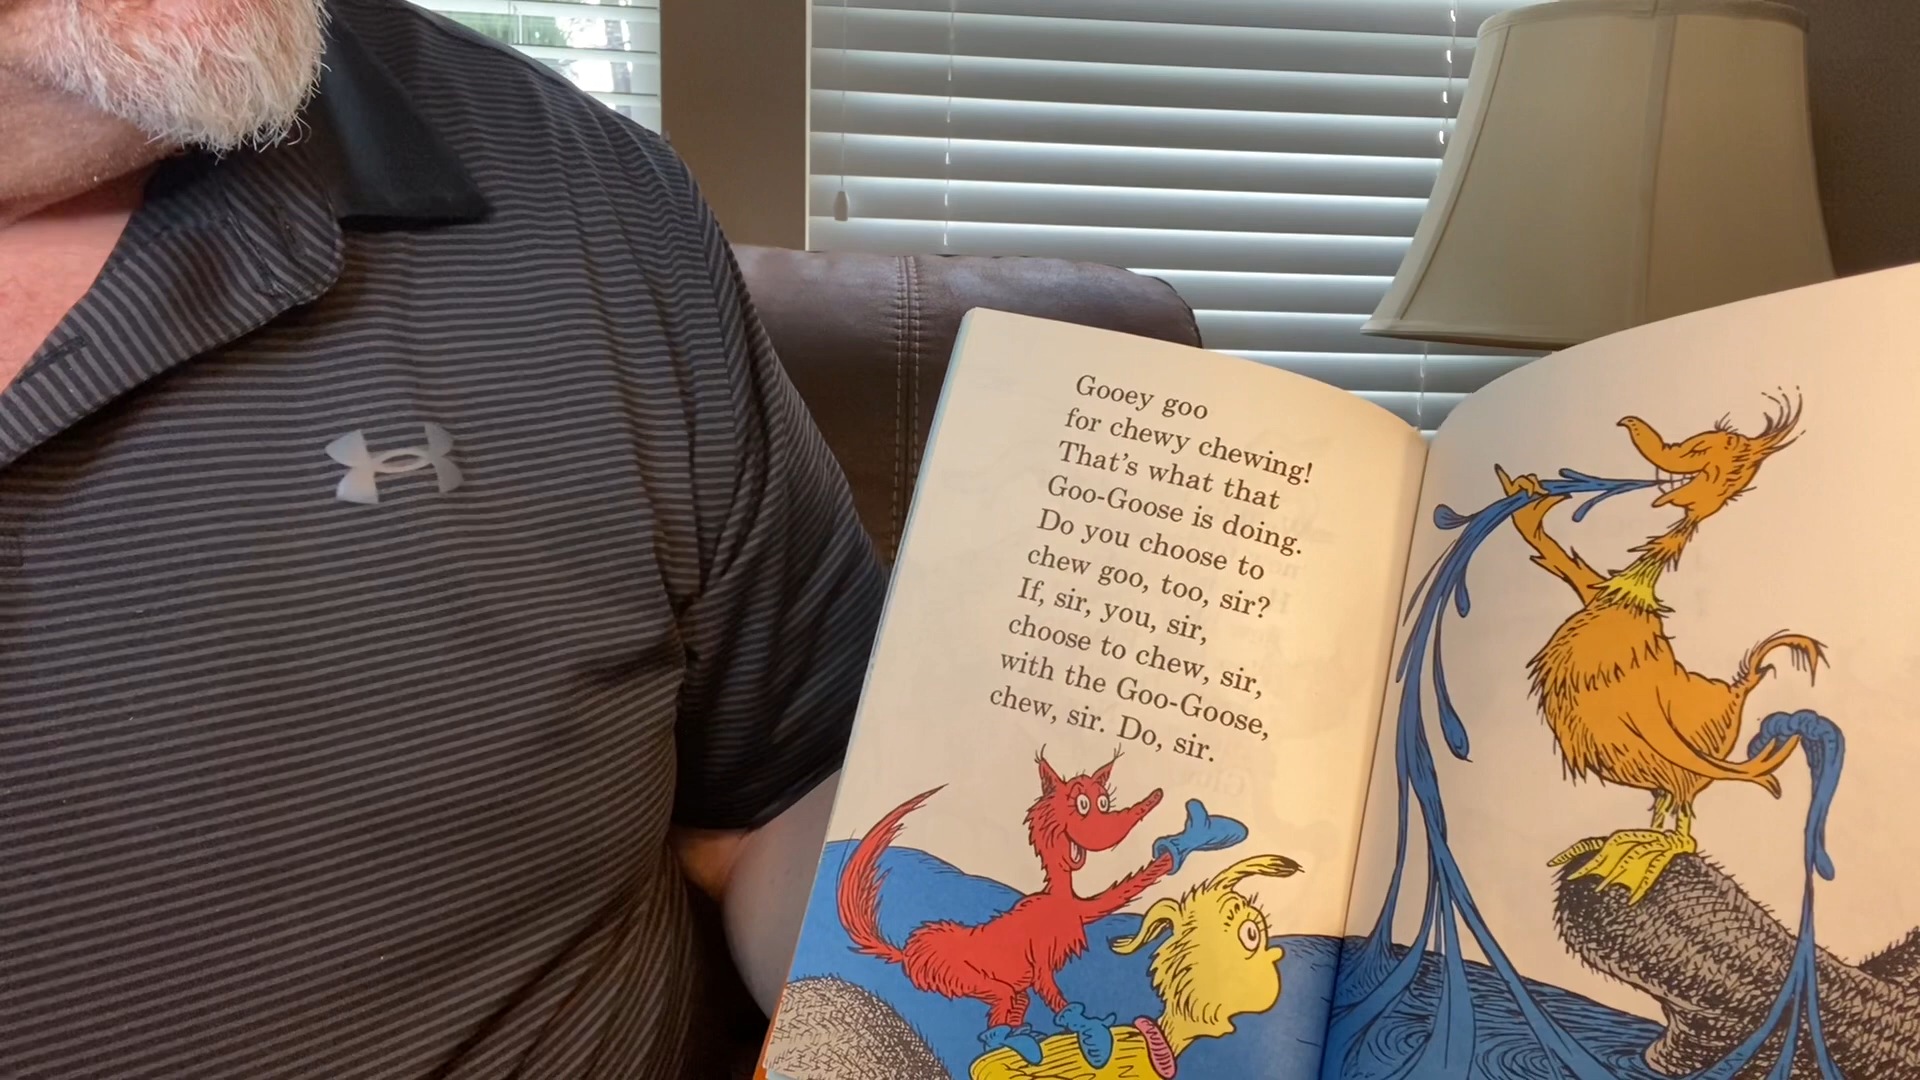 Gooey goo
for chewy chewing!
That's what that
Goo-Goose is doing.
Do you choose to
chew goo, too, sir?
If, sir, you, sir,
choose to chew, sir,
with the Goo-Goose,
chew, sir. Do, sir.